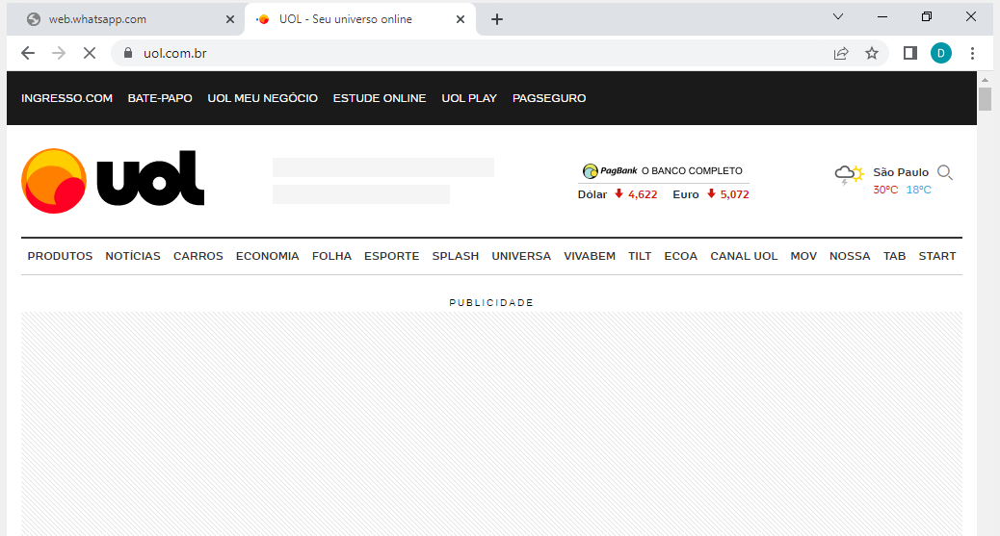 web.whatsapp.com
UOL - Seu universo online
uol.com.br
D
INGRESSO.COM BATE-PAPO UOL MEU NEGÓCIO ESTUDE ONLINE UOL PLAY PAGSEGURO
uol
PagBank O BANCO COMPLETO
Dólar 4,622 Euro 5,072
São Paulo
30ºC 18ºC
PRODUTOS NOTÍCIAS CARROS ECONOMIA FOLHA ESPORTE SPLASH UNIVERSA VIVABEM TILT ECOA CANAL UOL MOV NOSSA TAB START
PUBLICIDADE